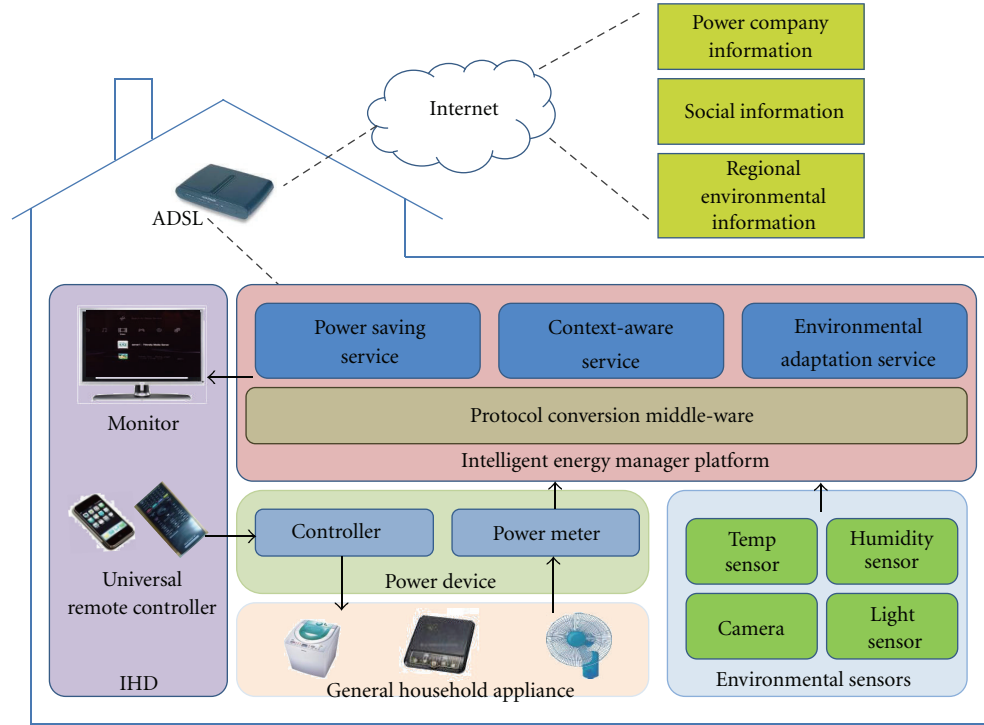 Power company
information
Social information
Regional
environmental
information
Internet
ADSL
Power saving
service
Context-aware
service
Environmental
adaptation service
Protocol conversion middle-ware
Intelligent energy manager platform
Monitor
Universal
remote controller
IHD
Controller
Power meter
Power device
General household appliance
Temp
sensor
Humidity
sensor
Camera
Light
sensor
Environmental sensors